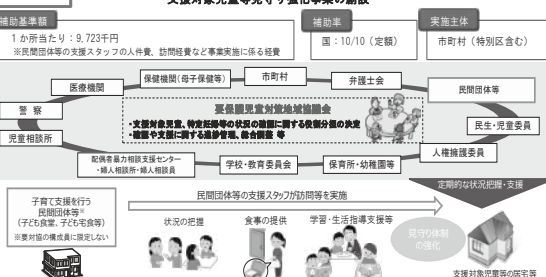 支援対象児童等見守り強化事業の創設
補助基準額
1か所当たり：9,723千円
※民間団体等の支援スタッフの人件費、訪問経費など事業実施に係る経費
補助率
国：10/10（定額）
実施主体
市町村（特別区含む）
医療機関
保健機関(母子保健等)
市町村
弁護士会
民間団体等
警察
児童相談所
要保護児童対策地域協議会
・支援対象児童、特定妊婦等の状況の確認に関する役割分担の決定
・確認や支援に関する進捗管理、総合調整 等
民生・児童委員
人権擁護委員
配偶者暴力相談支援センター
・婦人相談所・婦人相談員
学校・教育委員会
保育所・幼稚園等
定期的な状況把握・支援
子育て支援を行う
民間団体等※
(子ども食堂、子ども宅食等)
※要対協の構成員に限定しない
民間団体等の支援スタッフが訪問等を実施
状況の把握
食事の提供
学習・生活指導支援等
見守り体制
の強化
支援対象児童等の居宅等